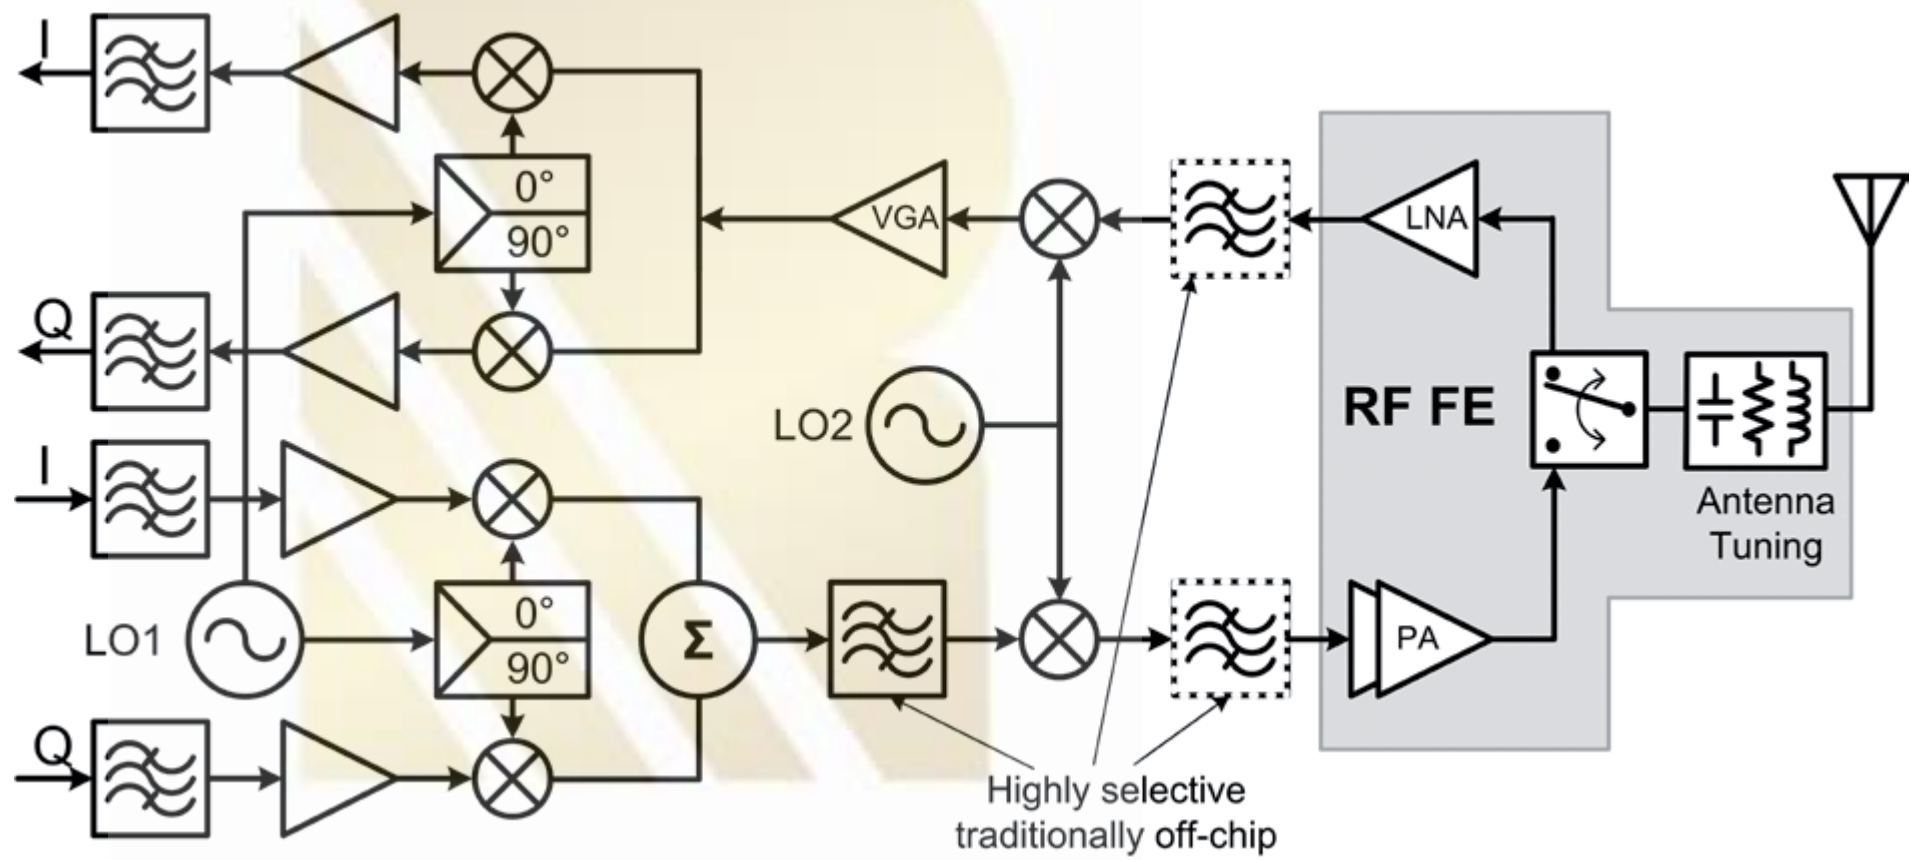 I
0°
90°
VGA
LNA
Q
LO2
RF FE
I
Antenna
Tuning
LO1
0°
90°
Σ
PA
Q
Highly selective
traditionally off-chip